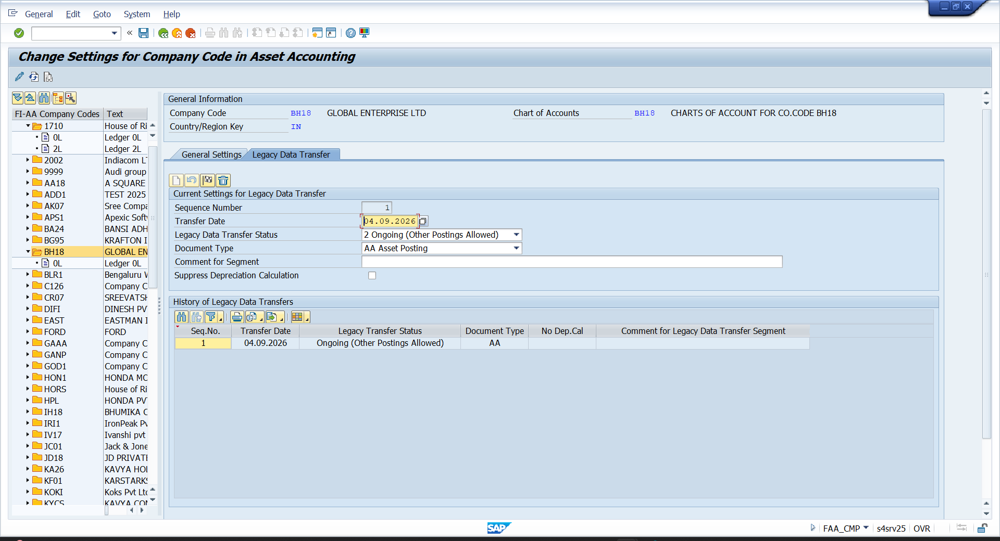 General Edit Goto System Help
Change Settings for Company Code in Asset Accounting
FI-AA Company Codes Text
1710 House of Ri
0L Ledger 0L
2L Ledger 2L
2002 Indiacom L
9999 Audi group
AA18 A SQUARE
ADD1 TEST 2025
AK07 Sree Compa
APS1 Apexic Soft
BA24 BANSI ADH
BG95 KRAFTON I
BH18 GLOBAL EN
0L Ledger 0L
BLR1 Bengaluru
C126 Company C
CR07 SREEVATSH
DIFI DINESH PV
EAST EASTMAN I
FORD FORD
GAAA Company C
GANP Company C
GOD1 Company C
HON1 HONDA MO
HORS House of Ri
HPL HONDA PV
IH18 BHUMIKA C
IRI1 IronPeak Pv
IV17 Ivanshi pvt
JC01 Jack & Jone
JD18 JD PRIVATE
KA26 KAVYA HO
KF01 KARSTARKS
KOKI Koks Pvt Ltd
KYCS KAVYA CON
General Information
Company Code BH18 GLOBAL ENTERPRISE LTD Chart of Accounts BH18 CHARTS OF ACCOUNT FOR CO.CODE BH18
Country/Region Key IN
General Settings Legacy Data Transfer
Current Settings for Legacy Data Transfer
Sequence Number 1
Transfer Date 04.09.2026
Legacy Data Transfer Status 2 Ongoing (Other Postings Allowed)
Document Type AA Asset Posting
Comment for Segment
Suppress Depreciation Calculation
History of Legacy Data Transfers
Seq.No. Transfer Date Legacy Transfer Status Document Type No Dep.Cal Comment for Legacy Data Transfer Segment
1 04.09.2026 Ongoing (Other Postings Allowed) AA
SAP FAA_CMP s4srv25 OVR